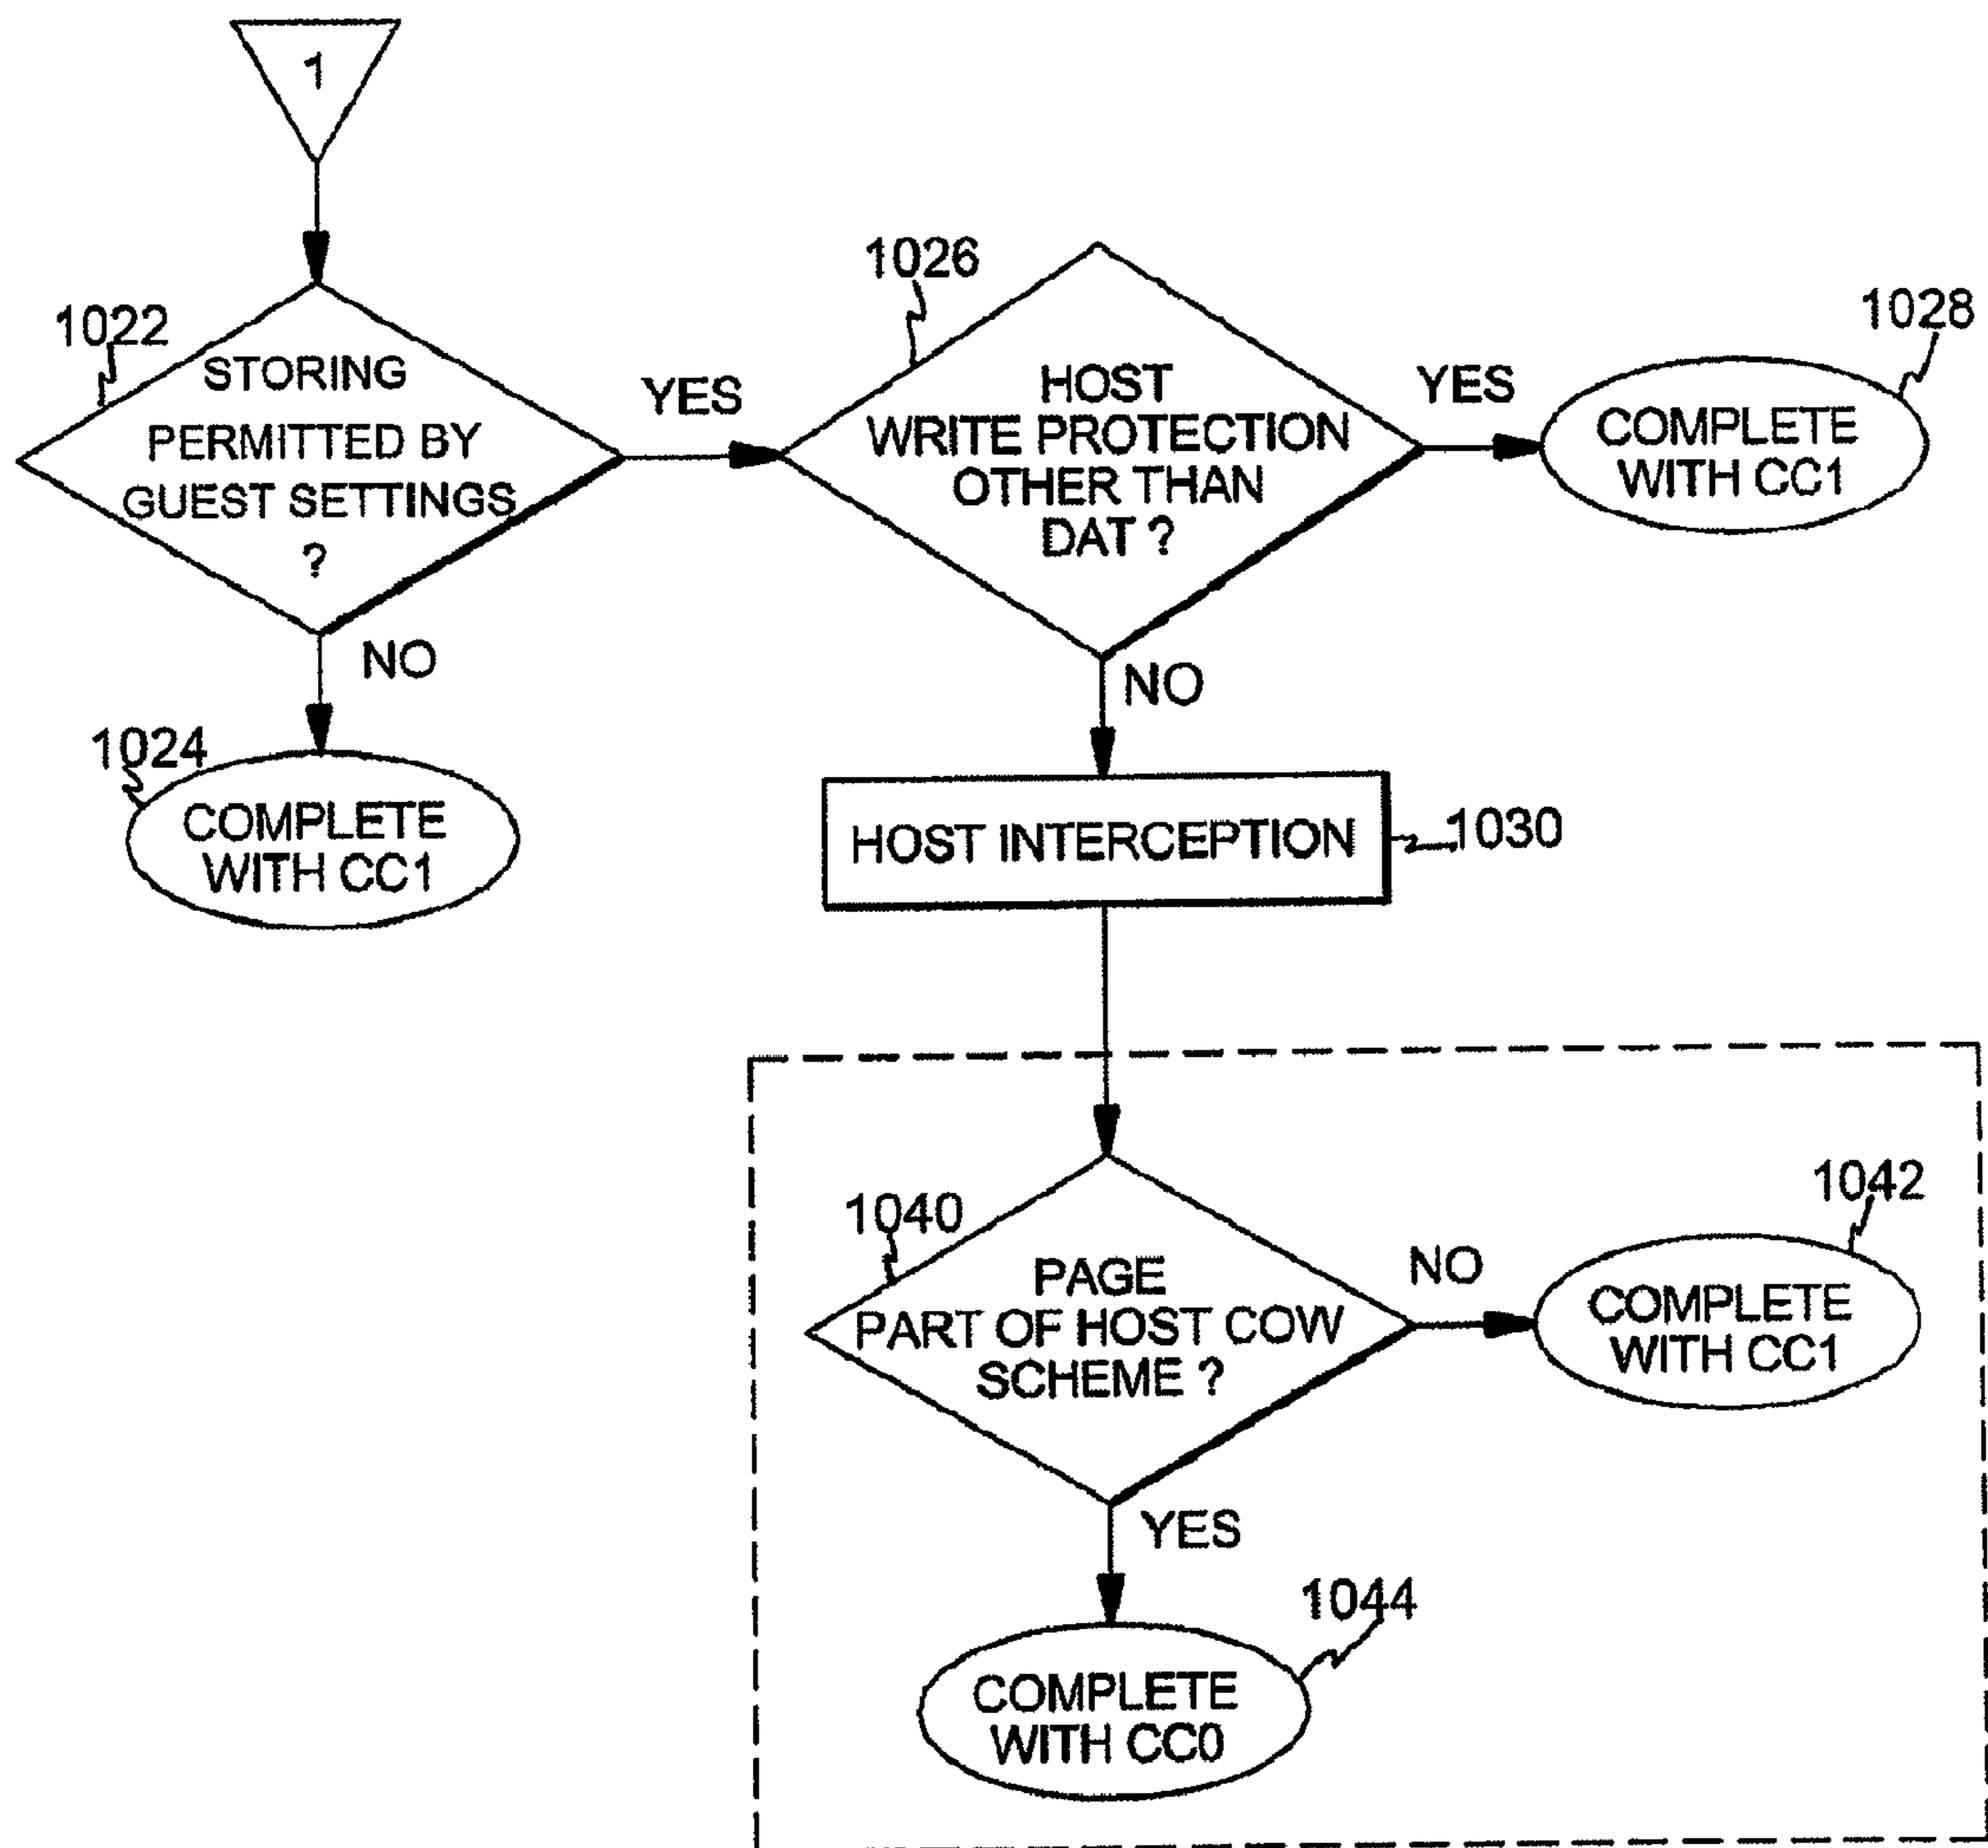 1
1022
STORING
PERMITTED BY
GUEST SETTINGS
?
YES
NO
1024
COMPLETE
WITH CC1
1026
HOST
WRITE PROTECTION
OTHER THAN
DAT ?
YES
1028
COMPLETE
WITH CC1
NO
HOST INTERCEPTION
1030
1040
PAGE
PART OF HOST COW
SCHEME ?
NO
1042
COMPLETE
WITH CC1
YES
1044
COMPLETE
WITH CC0